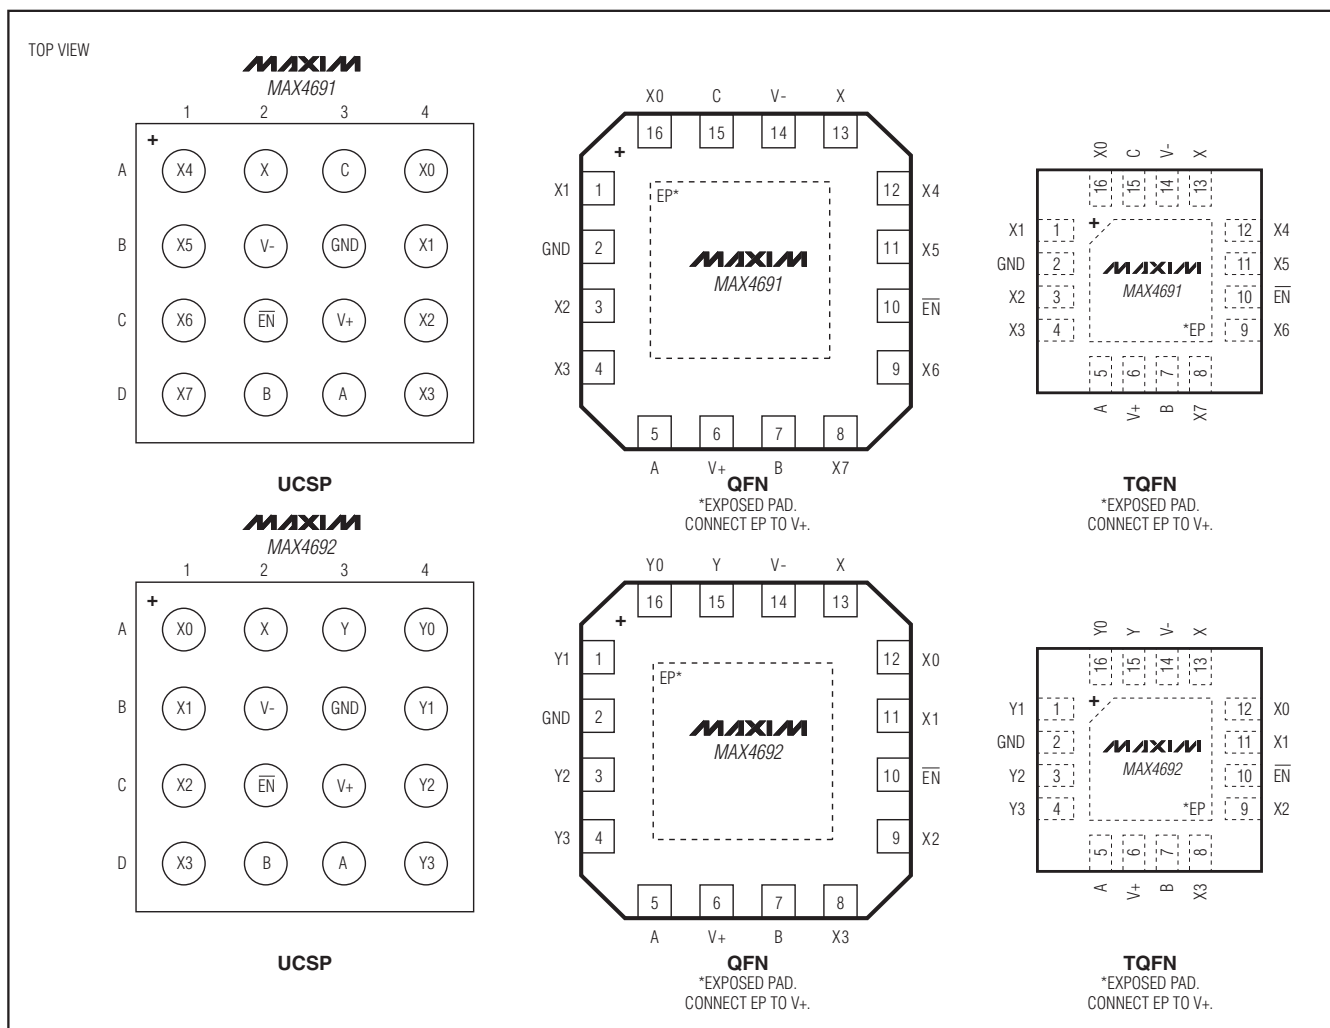 TOP VIEW
MAXIM
MAX4691
1 2 3 4
+
A X4 X C X0
B X5 V- GND X1
C X6 E̅N̅ V+ X2
D X7 B A X3
UCSP
X0 C V- X
16 15 14 13
+
X1 1 12 X4
EP*
GND 2 11 X5
MAXIM
MAX4691
X2 3 10 E̅N̅
X3 4 9 X6
5 6 7 8
A V+ B X7
QFN
*EXPOSED PAD.
CONNECT EP TO V+.
X0 C V- X
16 15 14 13
+
X1 1 12 X4
GND 2 11 X5
MAXIM
MAX4691
X2 3 10 E̅N̅
X3 4 *EP 9 X6
5 6 7 8
A V+ B X7
TQFN
*EXPOSED PAD.
CONNECT EP TO V+.
MAXIM
MAX4692
1 2 3 4
+
A X0 X Y Y0
B X1 V- GND Y1
C X2 E̅N̅ V+ Y2
D X3 B A Y3
UCSP
Y0 Y V- X
16 15 14 13
+
Y1 1 12 X0
EP*
GND 2 11 X1
MAXIM
MAX4692
Y2 3 10 E̅N̅
Y3 4 9 X2
5 6 7 8
A V+ B X3
QFN
*EXPOSED PAD.
CONNECT EP TO V+.
Y0 Y V- X
16 15 14 13
+
Y1 1 12 X0
GND 2 11 X1
MAXIM
MAX4692
Y2 3 10 E̅N̅
Y3 4 *EP 9 X2
5 6 7 8
A V+ B X3
TQFN
*EXPOSED PAD.
CONNECT EP TO V+.